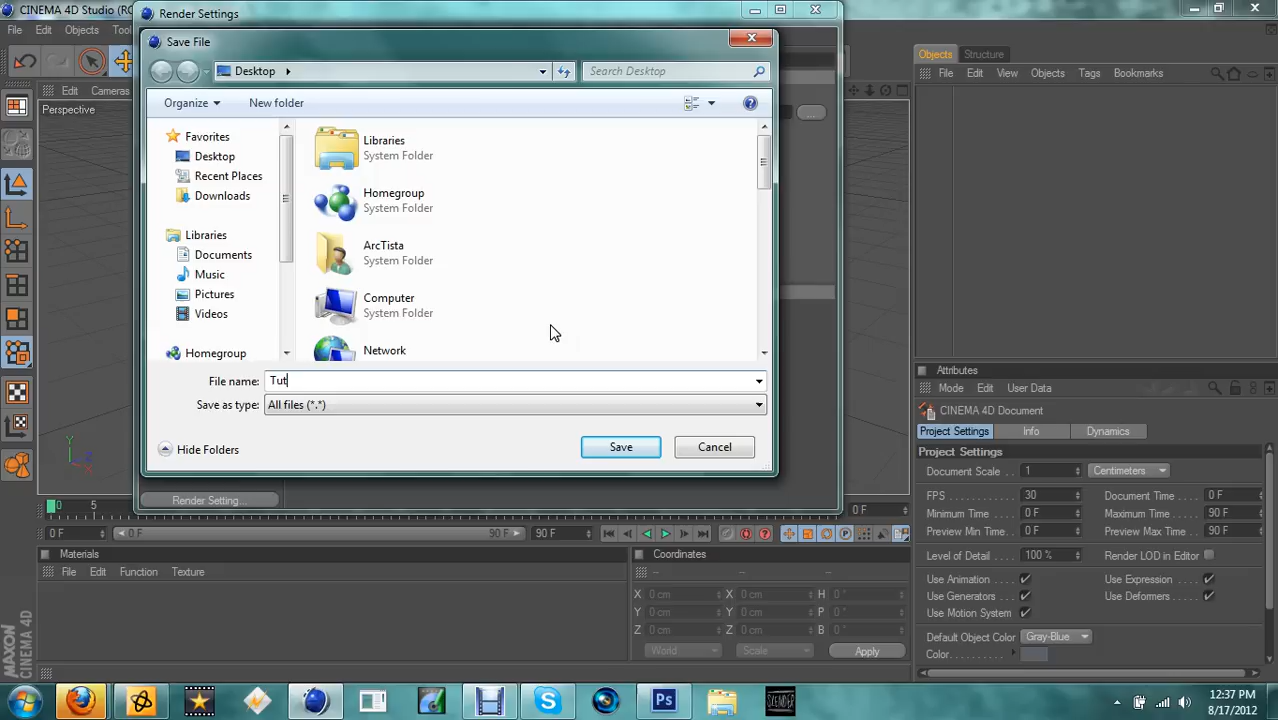 CINEMA 4D Studio (RC
Render Settings
File Edit Objects Too
Save File
Desktop
Search Desktop
Organize New folder
Favorites
Desktop
Recent Places
Downloads
Libraries
Documents
Music
Pictures
Videos
Homegroup
Libraries
System Folder
Homegroup
System Folder
ArcTista
System Folder
Computer
System Folder
Network
File name: Tut
Save as type: All files (*.*)
Hide Folders
Save
Cancel
Render Setting...
Edit Cameras
Perspective
...
Y
X
Z
Objects Structure
File Edit View Objects Tags Bookmarks
Attributes
Mode Edit User Data
CINEMA 4D Document
Project Settings Info Dynamics
Project Settings
Document Scale 1 Centimeters
FPS 30 Document Time 0 F
Minimum Time 0 F Maximum Time 90 F
Preview Min Time 0 F Preview Max Time 90 F
Level of Detail 100 % Render LOD in Editor
Use Animation Use Expression
Use Generators Use Deformers
Use Motion System
Default Object Color Gray-Blue
Color
0 5
0 F
0 F 0 F 90 F 90 F
Materials
File Edit Function Texture
Coordinates
-- -- --
X 0 cm X 0 cm H 0 °
Y 0 cm Y 0 cm P 0 °
Z 0 cm Z 0 cm B 0 °
World Scale Apply
MAXON
CINEMA 4D
Ps
SLENDER
12:37 PM
8/17/2012